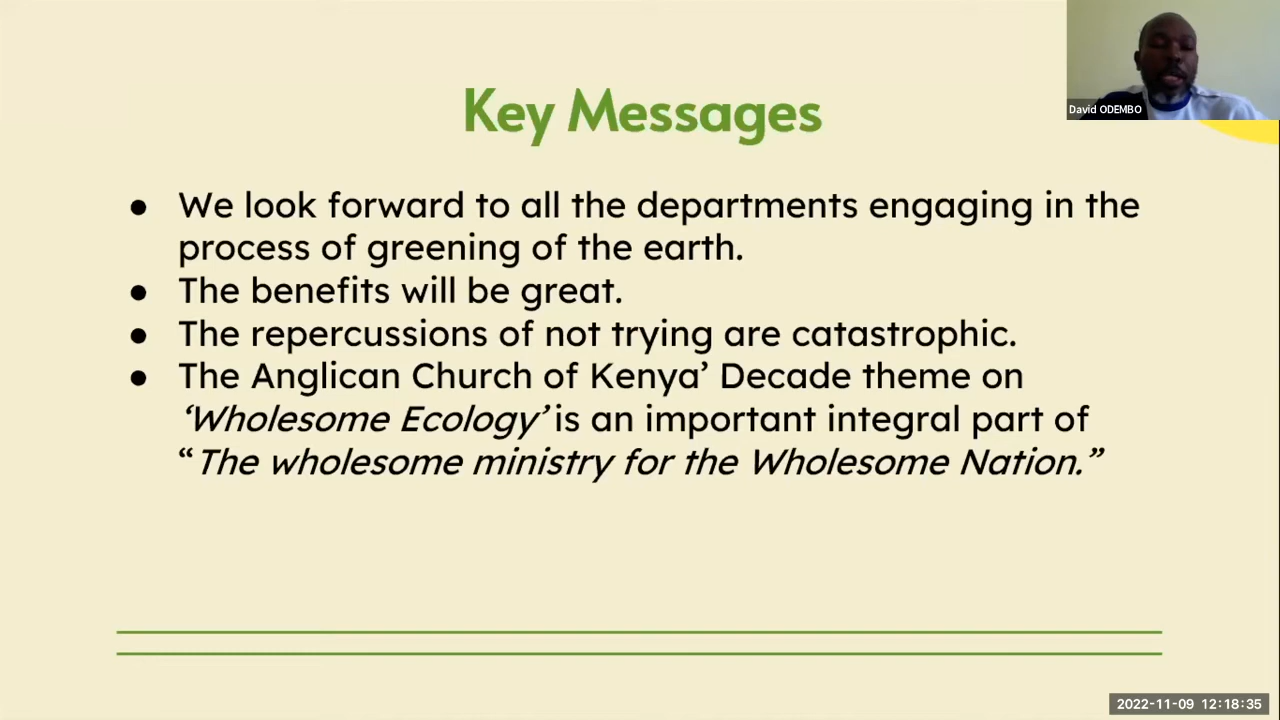 Key Messages
David ODEMBO
● We look forward to all the departments engaging in the
process of greening of the earth.
● The benefits will be great.
● The repercussions of not trying are catastrophic.
● The Anglican Church of Kenya’ Decade theme on
‘Wholesome Ecology’ is an important integral part of
“The wholesome ministry for the Wholesome Nation.”
2022-11-09 12:18:35